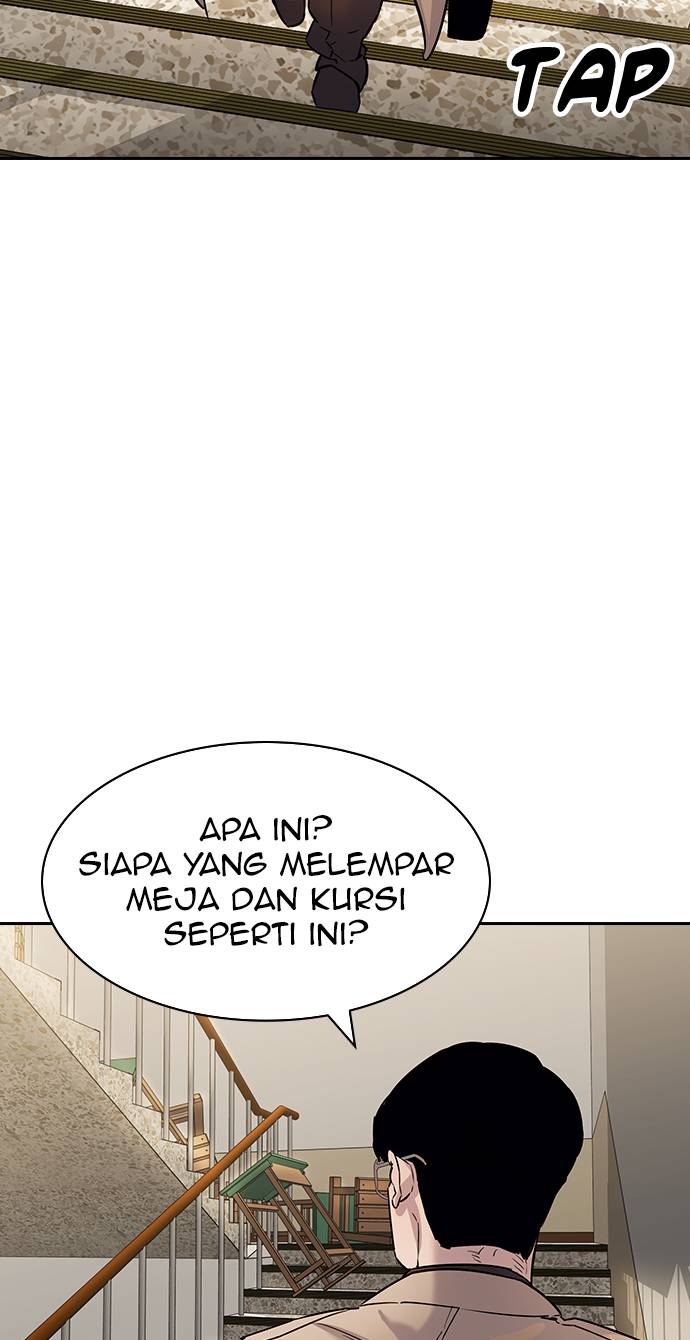 TAP
APA INI?
SIAPA YANG MELEMPAR
MEJA DAN KURSI
SEPERTI INI?